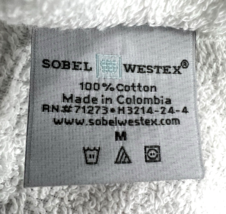 SOBEL WESTEX®
100% Cotton
Made in Colombia
RN#71273•H3214-24-4
www.sobelwestex.com
M